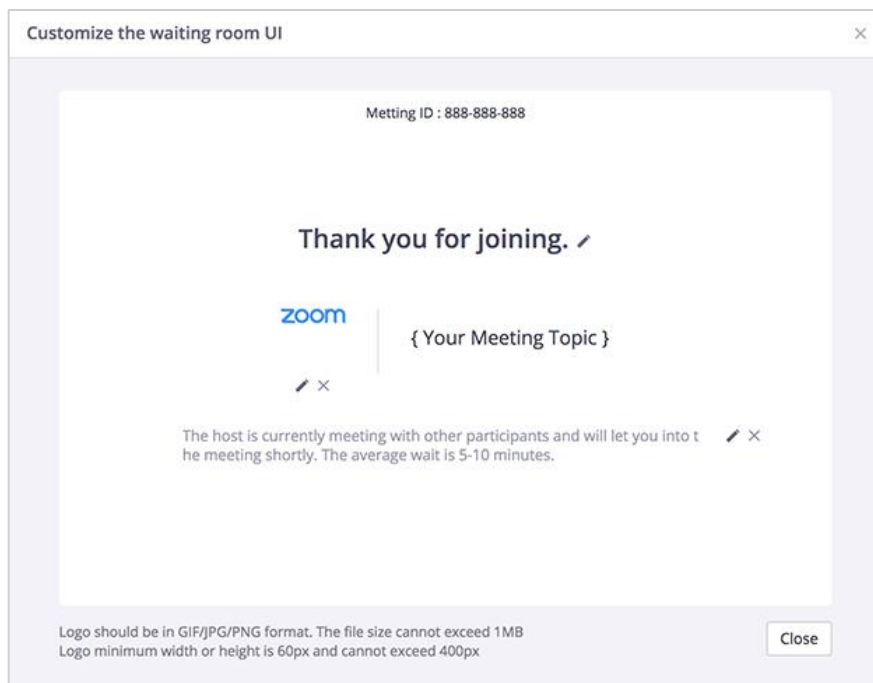 Customize the waiting room UI
Metting ID : 888-888-888
Thank you for joining.
zoom
{ Your Meeting Topic }
The host is currently meeting with other participants and will let you into t
he meeting shortly. The average wait is 5-10 minutes.
Logo should be in GIF/JPG/PNG format. The file size cannot exceed 1MB
Logo minimum width or height is 60px and cannot exceed 400px
Close